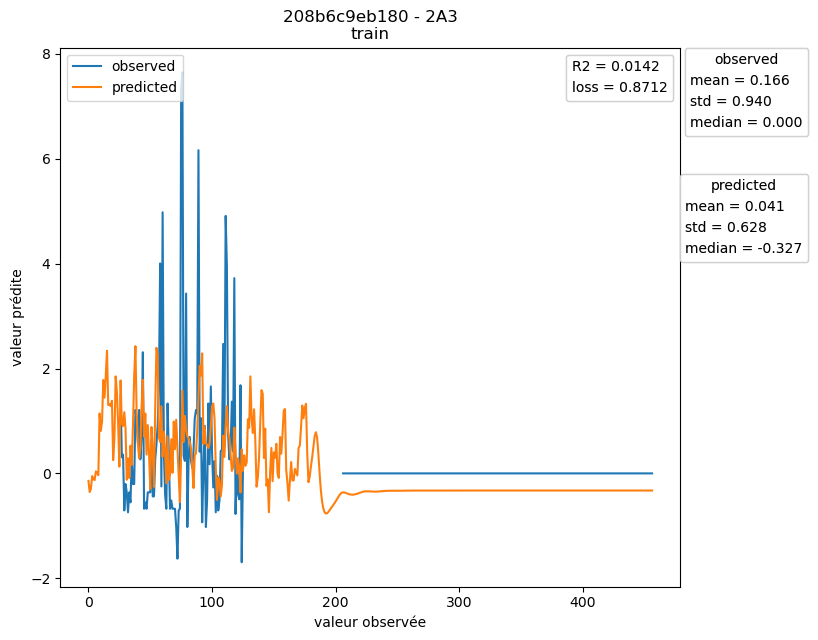 208b6c9eb180 - 2A3
train
observed
predicted
R2 = 0.0142
loss = 0.8712
observed
mean = 0.166
std = 0.940
median = 0.000
predicted
mean = 0.041
std = 0.628
median = -0.327
8
6
4
2
0
−2
valeur prédite
0
100
200
300
400
valeur observée